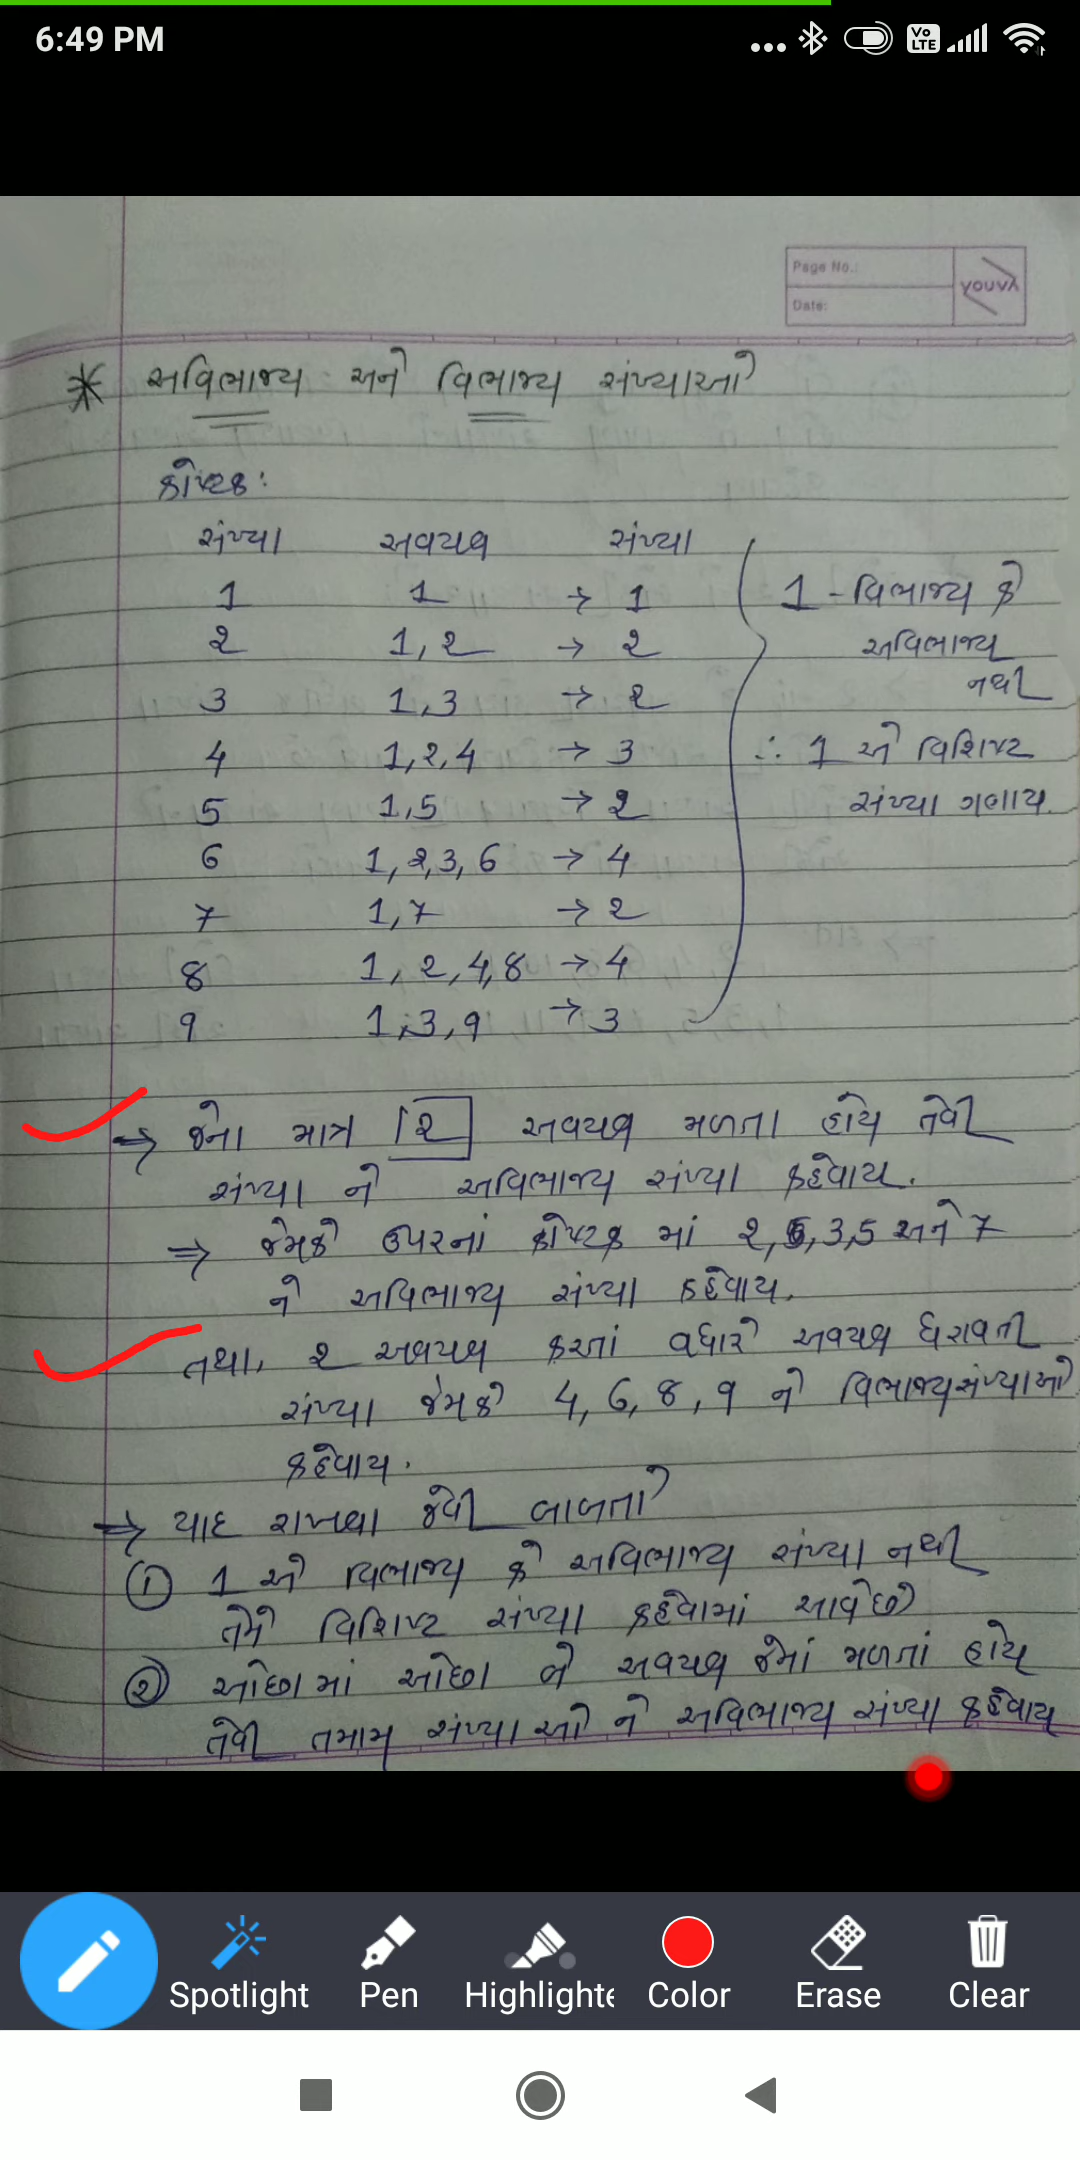 6:49 PM
Vo LTE
Page No.:
Date:
YOUVA
* અવિભાજ્ય અને વિભાજ્ય સંખ્યાઓ
કોષ્ટક:
સંખ્યા અવયવ સંખ્યા
1 1 → 1
2 1, 2 → 2
3 1,3 → 2
4 1,2,4 → 3
5 1,5 → 2
6 1,2,3,6 → 4
7 1,7 → 2
8 1, 2,4,8 → 4
9 1,3,9 → 3
1 - વિભાજ્ય કે
અવિભાજ્ય
નથી
∴ 1 એ વિશિષ્ટ
સંખ્યા ગણાય.
⇒ જેના માત્ર 2 અવયવ મળતા હોય તેવી
સંખ્યા ને અવિભાજ્ય સંખ્યા કહેવાય.
⇒ જેમકે ઉપરનાં કોષ્ટક માં 2, 3,5 અને 7
ને અવિભાજ્ય સંખ્યા કહેવાય.
તથા, 2 અવયવ કરતાં વધારે અવયવ ધરાવતી
સંખ્યા જેમકે 4, 6, 8, 9 ને વિભાજ્યસંખ્યાઓ
કહેવાય.
⇒ યાદ રાખવા જેવી બાબતો
① 1 એ વિભાજ્ય કે અવિભાજ્ય સંખ્યા નથી
તેને વિશિષ્ટ સંખ્યા કહેવામાં આવેછે
② ઓછામાં ઓછા બે અવયવ જેમાં મળતાં હોય
તેવી તમામ સંખ્યાઓ ને અવિભાજ્ય સંખ્યા કહેવાય
Spotlight Pen Highlighte Color Erase Clear